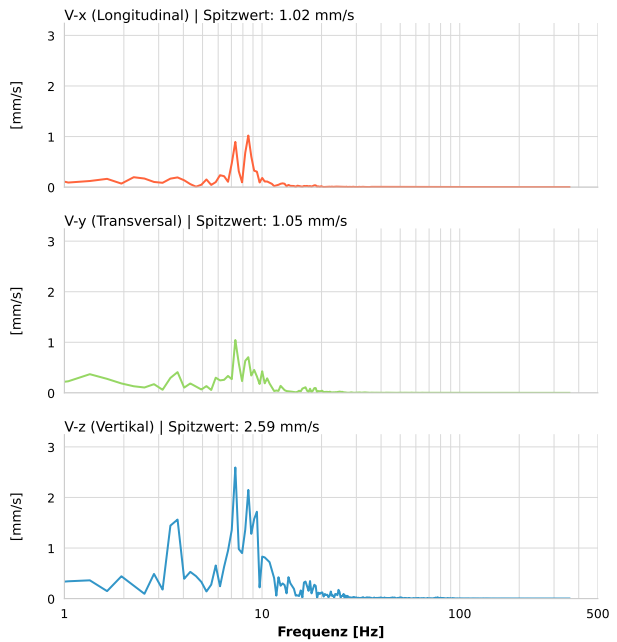 V-x (Longitudinal) | Spitzwert: 1.02 mm/s
3
2
1
0
[mm/s]
V-y (Transversal) | Spitzwert: 1.05 mm/s
3
2
1
0
[mm/s]
V-z (Vertikal) | Spitzwert: 2.59 mm/s
3
2
1
0
[mm/s]
1 10 100 500
Frequenz [Hz]